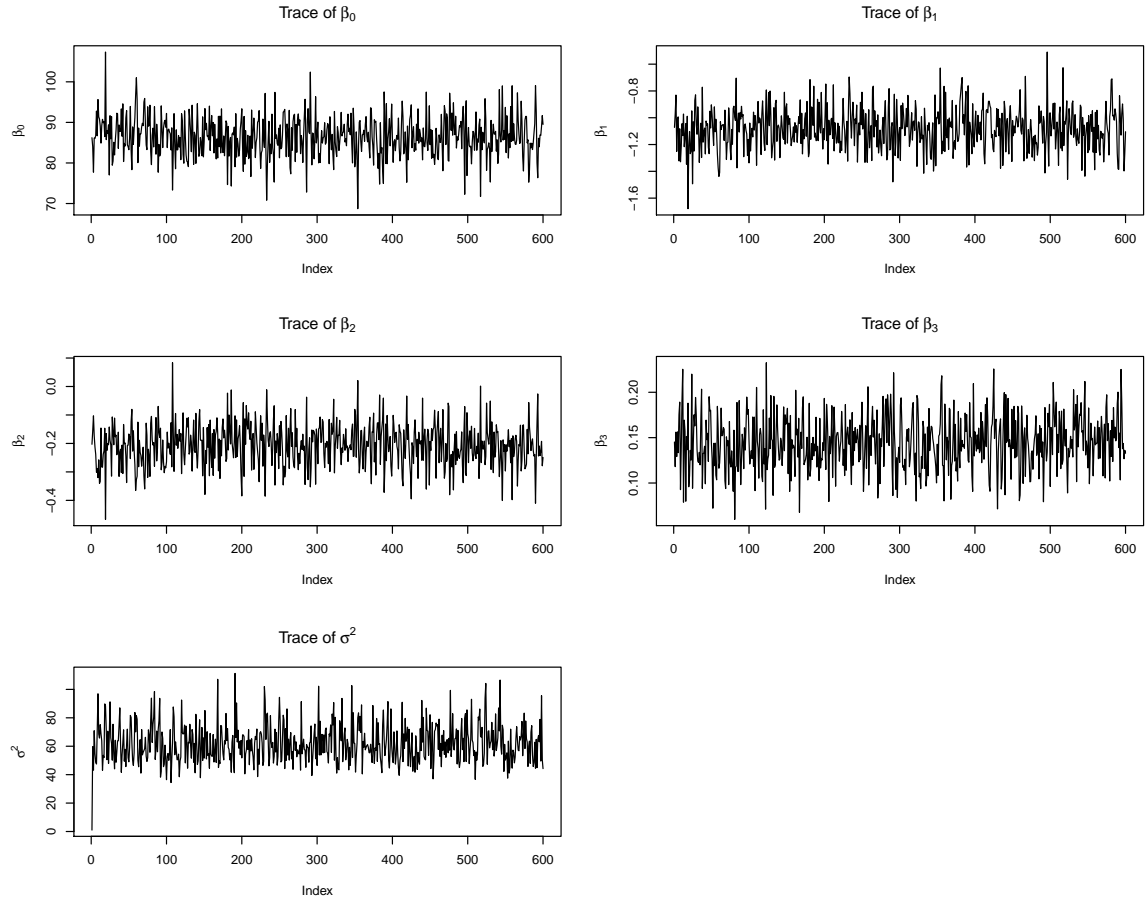 Trace of β0
β0
70 80 90 100
0 100 200 300 400 500 600
Index
Trace of β1
β1
−1.6 −1.2 −0.8
0 100 200 300 400 500 600
Index
Trace of β2
β2
−0.4 −0.2 0.0
0 100 200 300 400 500 600
Index
Trace of β3
β3
0.10 0.15 0.20
0 100 200 300 400 500 600
Index
Trace of σ2
σ2
0 20 40 60 80
0 100 200 300 400 500 600
Index